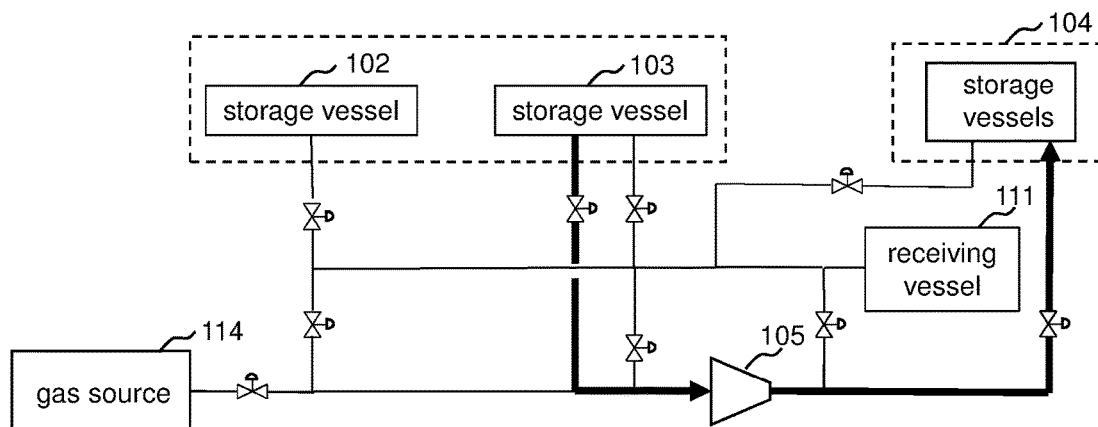 104
102
103
storage vessel
storage vessel
storage
vessels
111
receiving
vessel
114
105
gas source